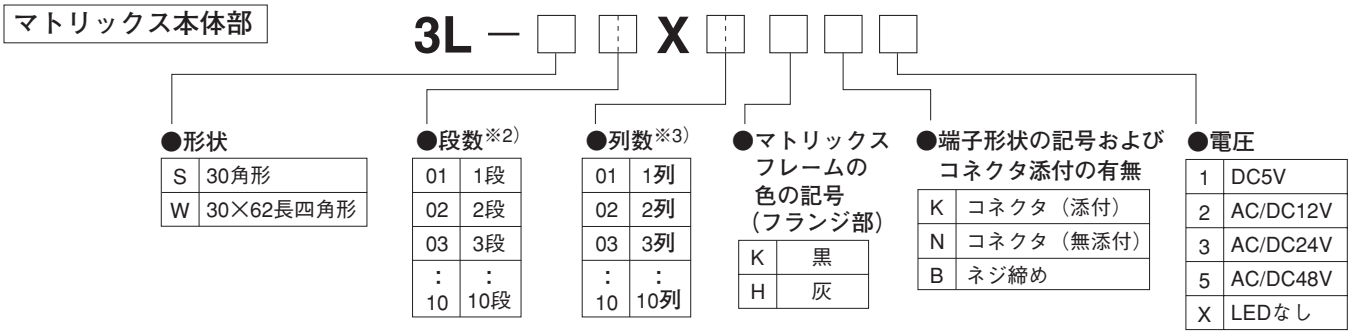 マトリックス本体部
3L － □ □ X □ □ □ □
●形状
S 30角形
W 30×62長四角形
●段数※2)
01 1段
02 2段
03 3段
： ：
10 10段
●列数※3)
01 1列
02 2列
03 3列
： ：
10 10列
●マトリックス
フレームの
色の記号
（フランジ部）
K 黒
H 灰
●端子形状の記号および
コネクタ添付の有無
K コネクタ（添付）
N コネクタ（無添付）
B ネジ締め
●電圧
1 DC5V
2 AC/DC12V
3 AC/DC24V
5 AC/DC48V
X LEDなし